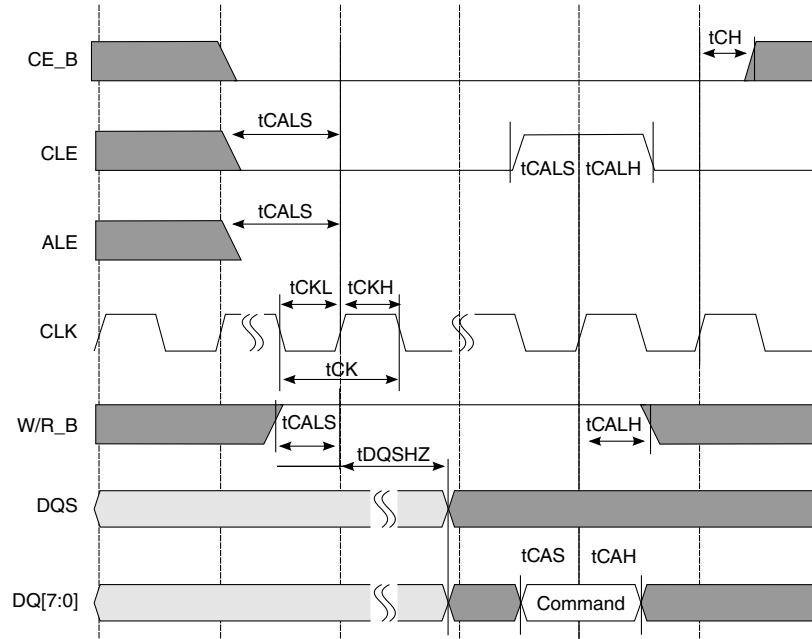 tCH
CE_B
tCALS
CLE
tCALS tCALH
tCALS
ALE
tCKL tCKH
CLK
tCK
W/R_B
tCALS
tCALH
tDQSHZ
DQS
tCAS tCAH
DQ[7:0]
Command